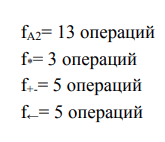 fA2= 13 операций
f*= 3 операций
f+-= 5 операций
f←= 5 операций